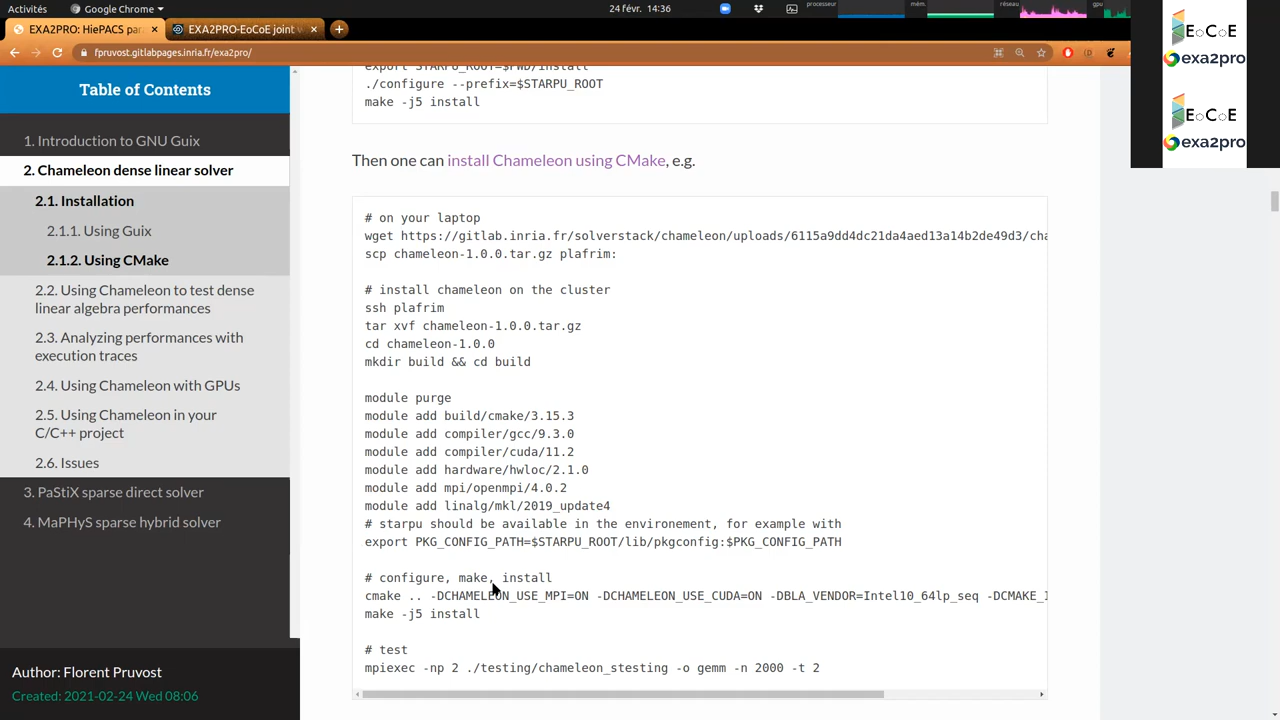 Activités
Google Chrome
24 févr. 14:36
processeur
mém.
réseau
gpu
EXA2PRO: HiePACS pa
EXA2PRO-EoCoE joint w
fpruvost.gitlabpages.inria.fr/exa2pro/
EoCoE
exa2pro
EoCoE
exa2pro
Table of Contents
1. Introduction to GNU Guix
2. Chameleon dense linear solver
2.1. Installation
2.1.1. Using Guix
2.1.2. Using CMake
2.2. Using Chameleon to test dense
linear algebra performances
2.3. Analyzing performances with
execution traces
2.4. Using Chameleon with GPUs
2.5. Using Chameleon in your
C/C++ project
2.6. Issues
3. PaStiX sparse direct solver
4. MaPHyS sparse hybrid solver
Author: Florent Pruvost
Created: 2021-02-24 Wed 08:06
export STARPU_ROOT=$PWD/install
./configure --prefix=$STARPU_ROOT
make -j5 install
Then one can install Chameleon using CMake, e.g.
# on your laptop
wget https://gitlab.inria.fr/solverstack/chameleon/uploads/6115a9dd4dc21da4aed13a14b2de49d3/cha
scp chameleon-1.0.0.tar.gz plafrim:
# install chameleon on the cluster
ssh plafrim
tar xvf chameleon-1.0.0.tar.gz
cd chameleon-1.0.0
mkdir build && cd build
module purge
module add build/cmake/3.15.3
module add compiler/gcc/9.3.0
module add compiler/cuda/11.2
module add hardware/hwloc/2.1.0
module add mpi/openmpi/4.0.2
module add linalg/mkl/2019_update4
# starpu should be available in the environement, for example with
export PKG_CONFIG_PATH=$STARPU_ROOT/lib/pkgconfig:$PKG_CONFIG_PATH
# configure, make, install
cmake .. -DCHAMELEON_USE_MPI=ON -DCHAMELEON_USE_CUDA=ON -DBLA_VENDOR=Intel10_64lp_seq -DCMAKE_I
make -j5 install
# test
mpiexec -np 2 ./testing/chameleon_stesting -o gemm -n 2000 -t 2